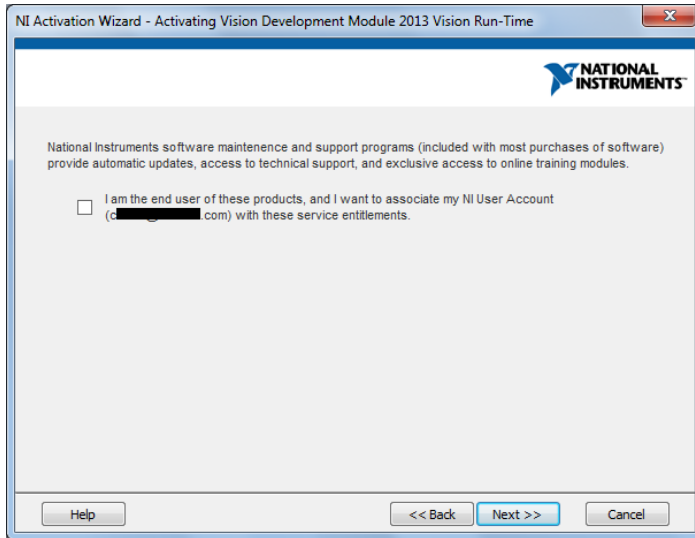 NI Activation Wizard - Activating Vision Development Module 2013 Vision Run-Time
NATIONAL
INSTRUMENTS™
National Instruments software maintenence and support programs (included with most purchases of software)
provide automatic updates, access to technical support, and exclusive access to online training modules.
I am the end user of these products, and I want to associate my NI User Account
(c .com) with these service entitlements.
Help
<< Back
Next >>
Cancel